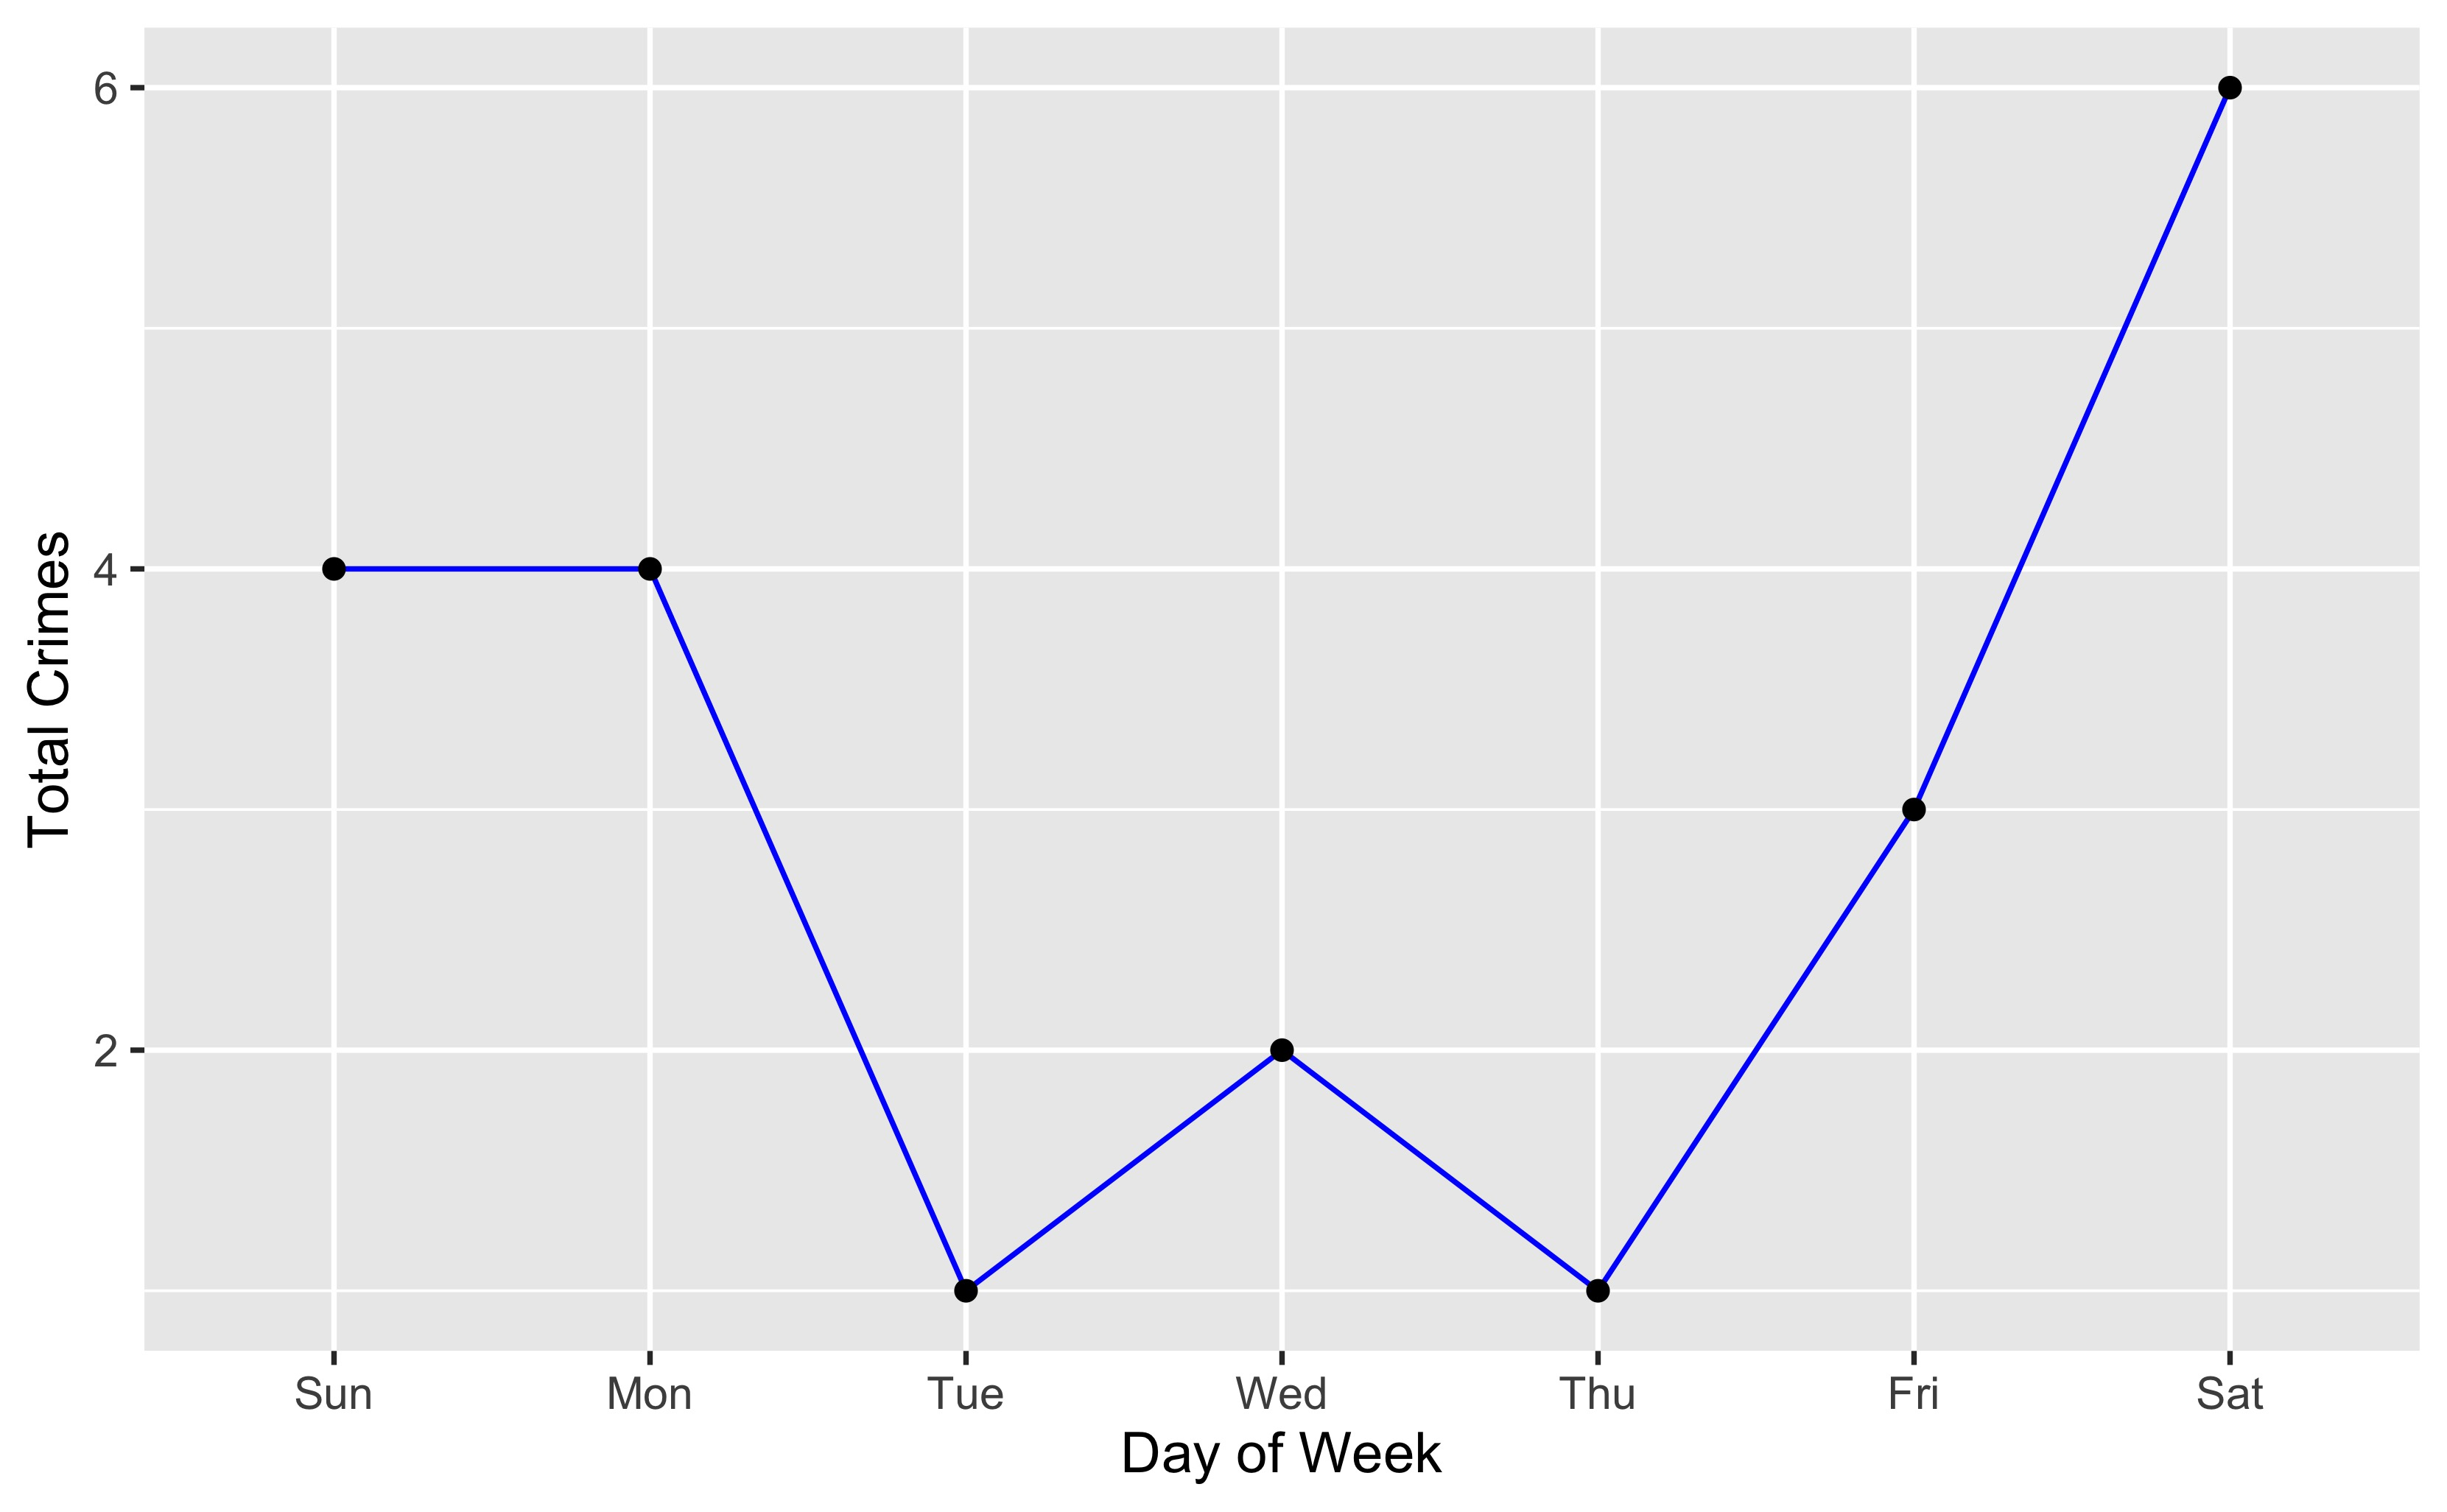 Total Crimes
6
4
2
Sun Mon Tue Wed Thu Fri Sat
Day of Week